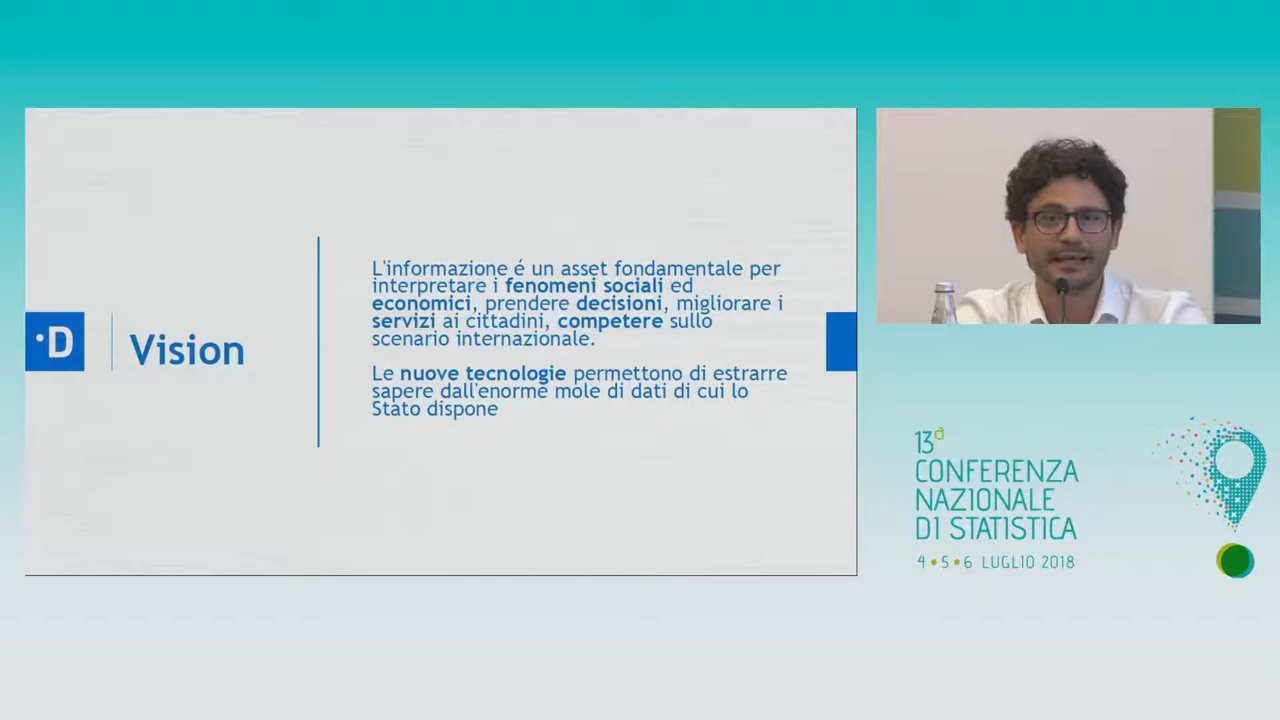 ·D
Vision
L'informazione é un asset fondamentale per
interpretare i fenomeni sociali ed
economici, prendere decisioni, migliorare i
servizi ai cittadini, competere sullo
scenario internazionale.
Le nuove tecnologie permettono di estrarre
sapere dall'enorme mole di dati di cui lo
Stato dispone
13ª
CONFERENZA
NAZIONALE
DI STATISTICA
4 • 5 • 6 LUGLIO 2018